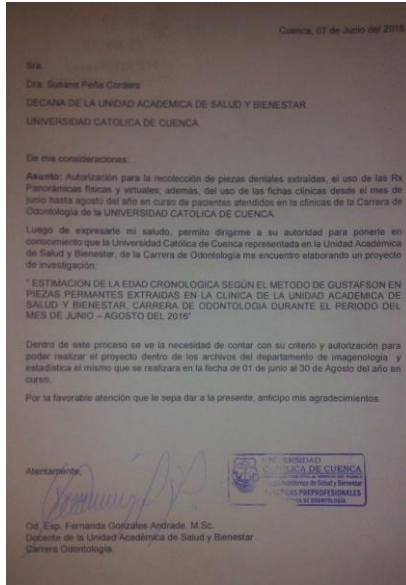 Cuenca, 07 de Junio del 2016
Sra.
Dra. Susana Peña Cordero
DECANA DE LA UNIDAD ACADEMICA DE SALUD Y BIENESTAR
UNIVERSIDAD CATOLICA DE CUENCA
De mis consideraciones:
Asunto: Autorización para la recolección de piezas dentales extraídas, el uso de las Rx
Panorámicas físicas y virtuales; además, del uso de las fichas clínicas desde el mes de
junio hasta agosto del año en curso de pacientes atendidos en la clínicas de la Carrera de
Odontología de la UNIVERSIDAD CATOLICA DE CUENCA.
Luego de expresarle mi saludo, permito dirigirme a su autoridad para ponerle en
conocimiento que la Universidad Católica de Cuenca representada en la Unidad Académica
de Salud y Bienestar, de la Carrera de Odontología me encuentro elaborando un proyecto
de investigación:
" ESTIMACION DE LA EDAD CRONOLOGICA SEGÚN EL METODO DE GUSTAFSON EN
PIEZAS PERMANTES EXTRAIDAS EN LA CLINICA DE LA UNIDAD ACADEMICA DE
SALUD Y BIENESTAR, CARRERA DE ODONTOLOGIA DURANTE EL PERIODO DEL
MES DE JUNIO – AGOSTO DEL 2016"
Dentro de este proceso se ve la necesidad de contar con su criterio y autorización para
poder realizar el proyecto dentro de los archivos del departamento de imagenología y
estadística el mismo que se realizara en la fecha de 01 de junio al 30 de Agosto del año en
curso.
Por la favorable atención que le sepa dar a la presente, anticipo mis agradecimientos.
Atentamente,
UNIVERSIDAD
CATÓLICA DE CUENCA
Académica de Salud y Bienestar
PRÁCTICAS PREPROFESIONALES
DE ODONTOLOGÍA
Od. Esp. Fernanda Gonzales Andrade. M.Sc.
Docente de la Unidad Académica de Salud y Bienestar
Carrera Odontología.